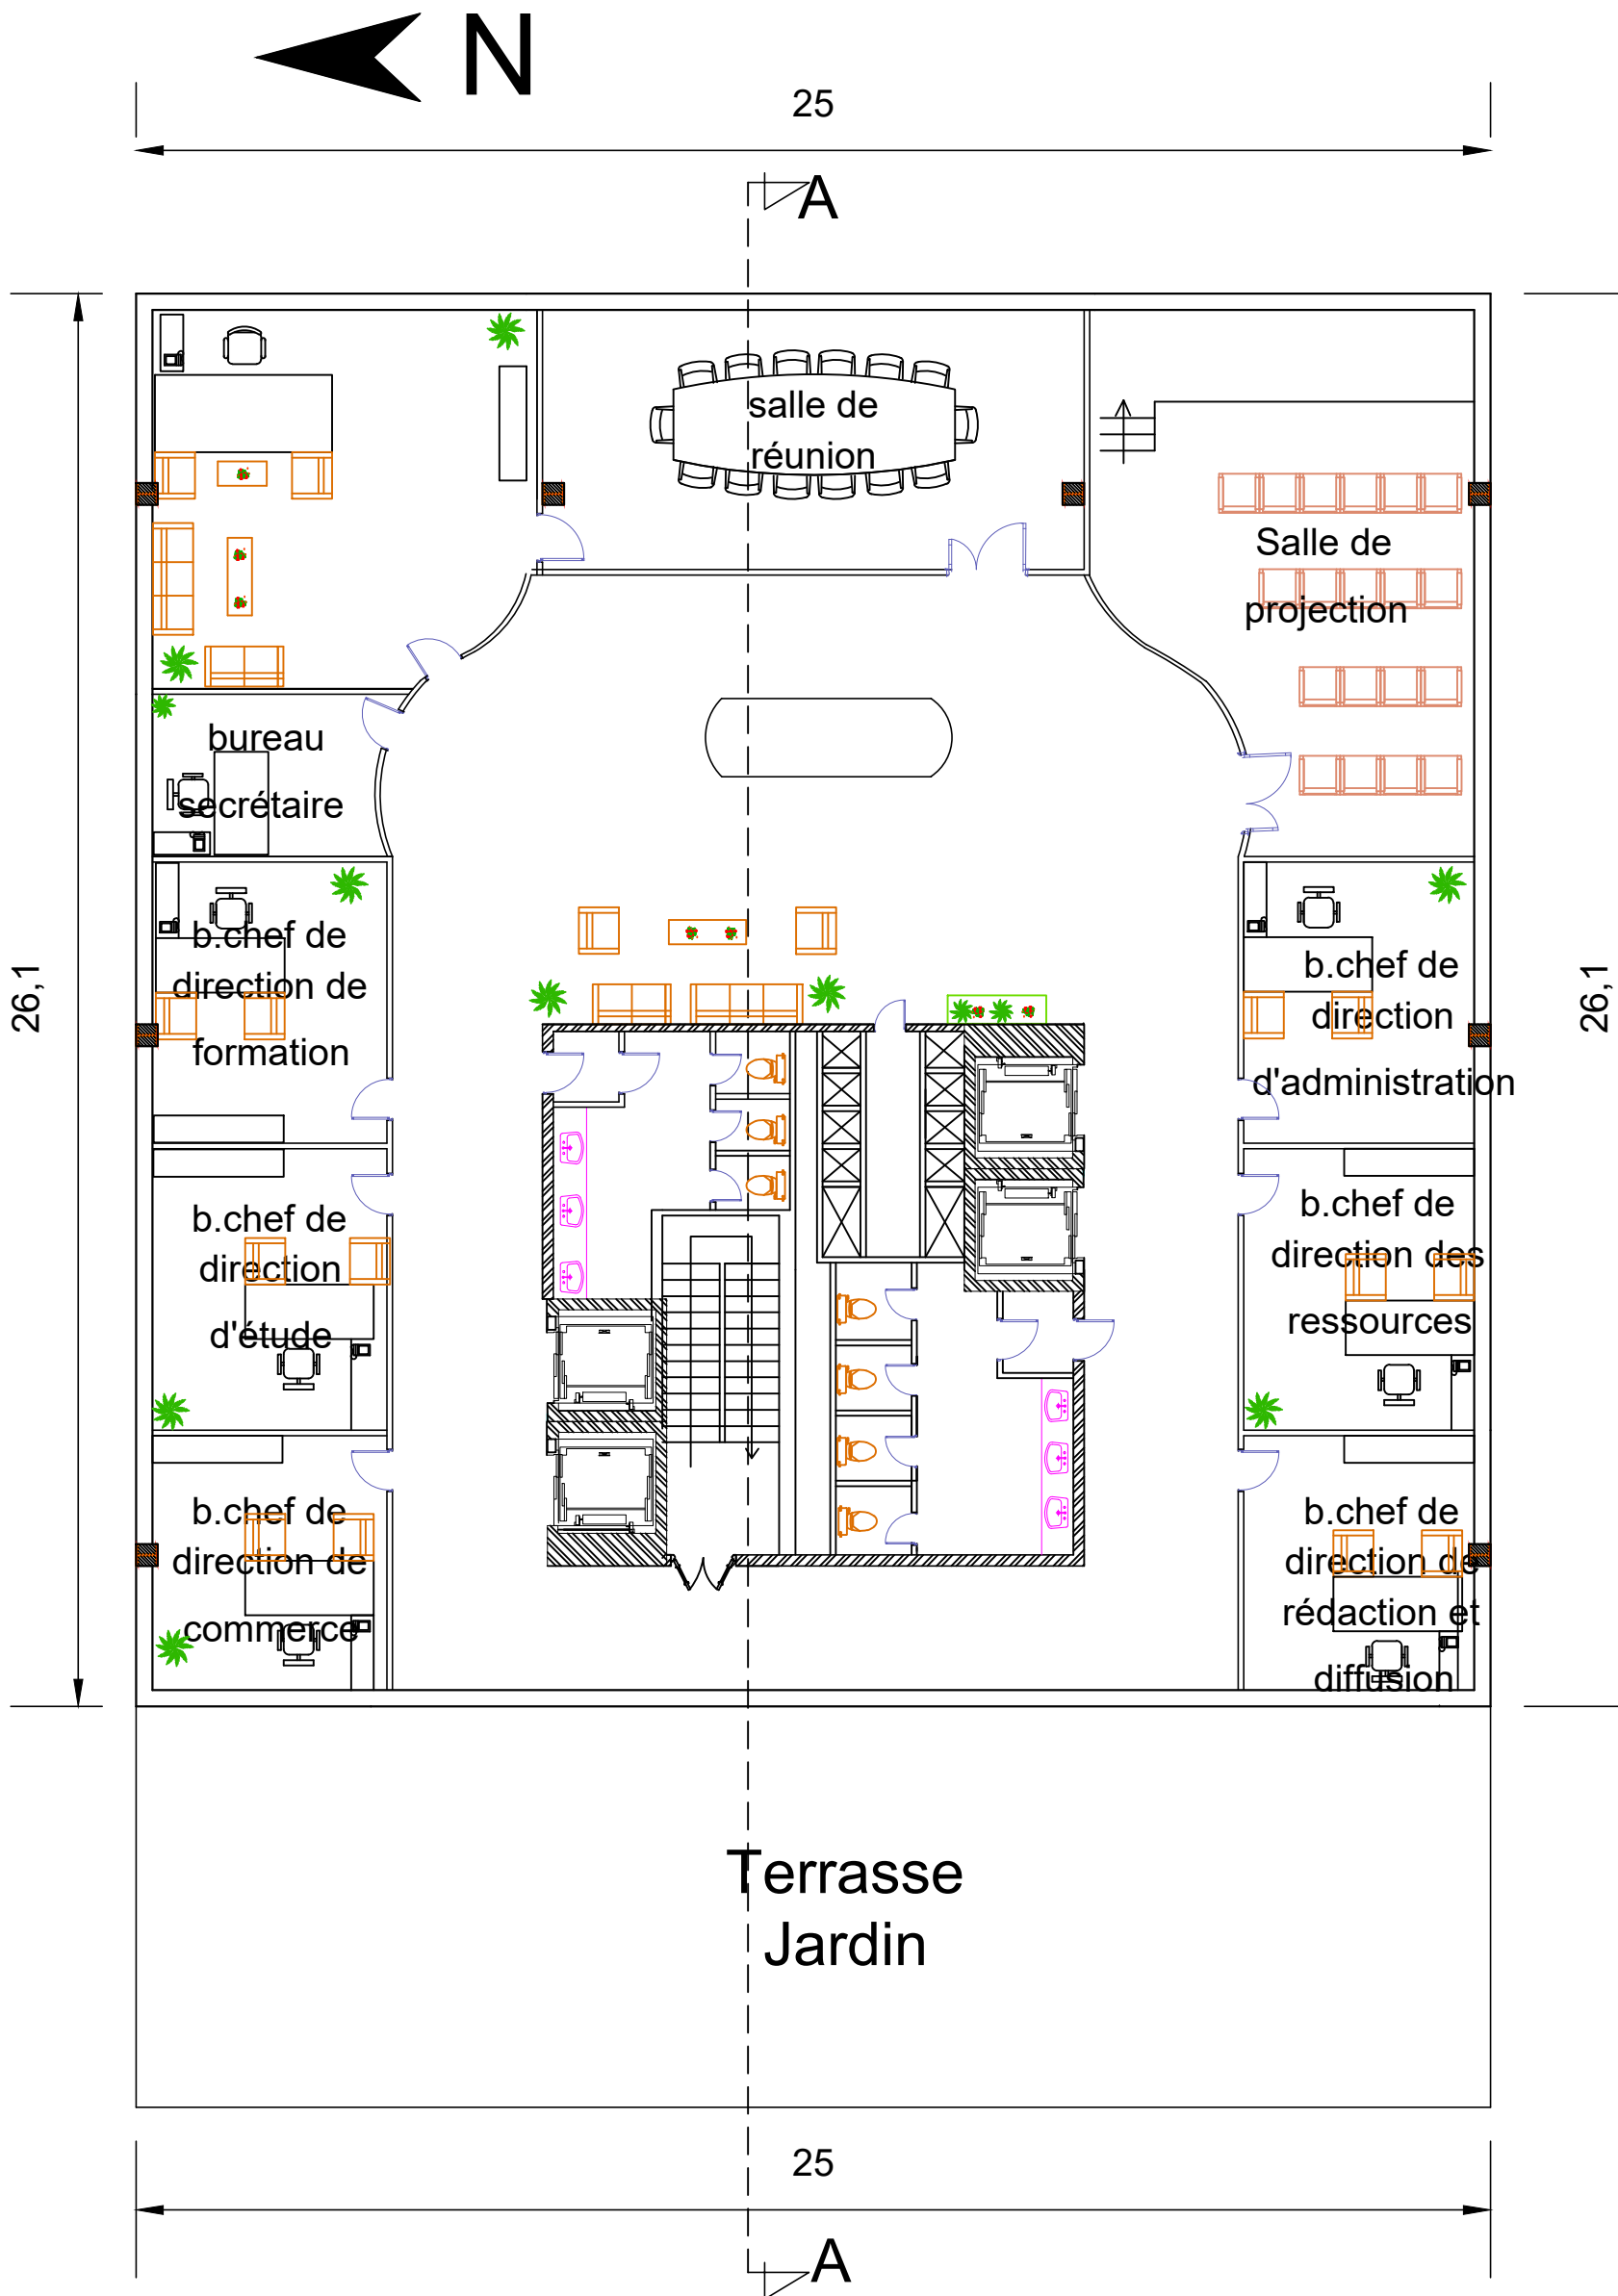 N
25
A
salle de
réunion
Salle de
projection
bureau
secrétaire
b.chef de
direction de
formation
b.chef de
direction
d'administration
26,1
26,1
b.chef de
direction
d'étude
b.chef de
direction des
ressources
b.chef de
direction de
commerce
b.chef de
direction de
rédaction et
diffusion
Terrasse
Jardin
25
A